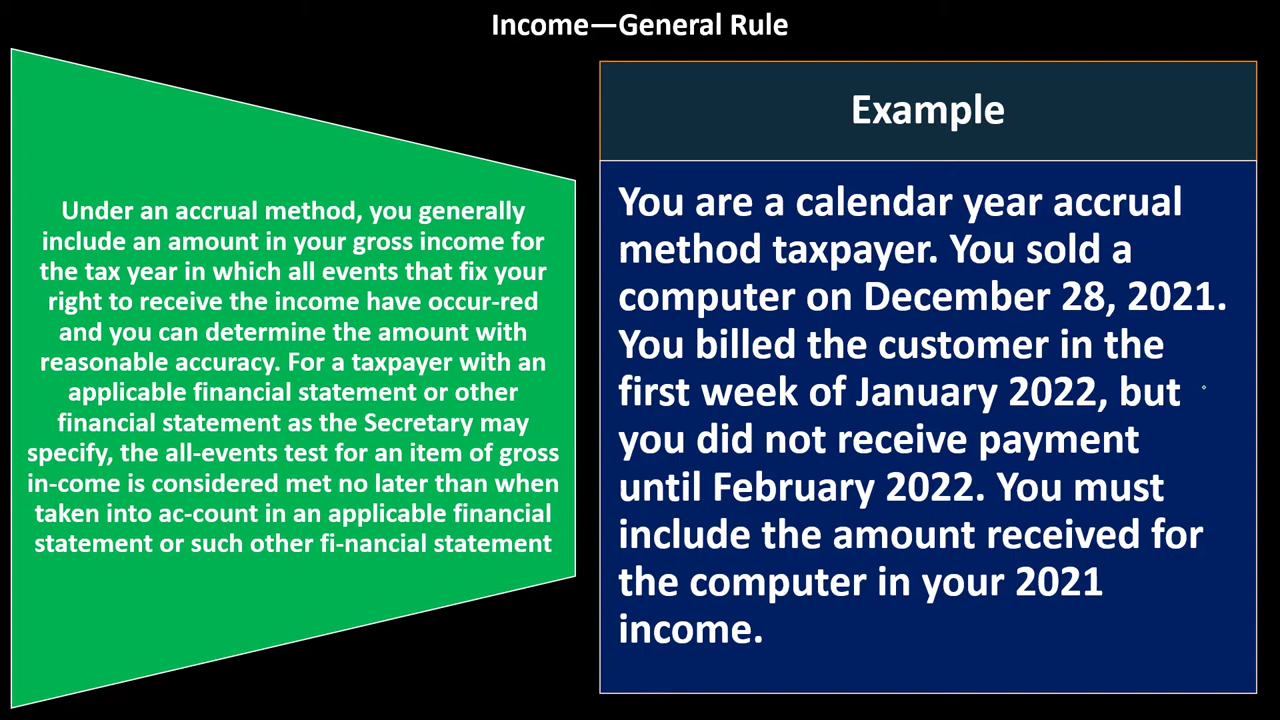 Income—General Rule
Under an accrual method, you generally
include an amount in your gross income for
the tax year in which all events that fix your
right to receive the income have occur-red
and you can determine the amount with
reasonable accuracy. For a taxpayer with an
applicable financial statement or other
financial statement as the Secretary may
specify, the all-events test for an item of gross
in-come is considered met no later than when
taken into ac-count in an applicable financial
statement or such other fi-nancial statement
Example
You are a calendar year accrual
method taxpayer. You sold a
computer on December 28, 2021.
You billed the customer in the
first week of January 2022, but
you did not receive payment
until February 2022. You must
include the amount received for
the computer in your 2021
income.